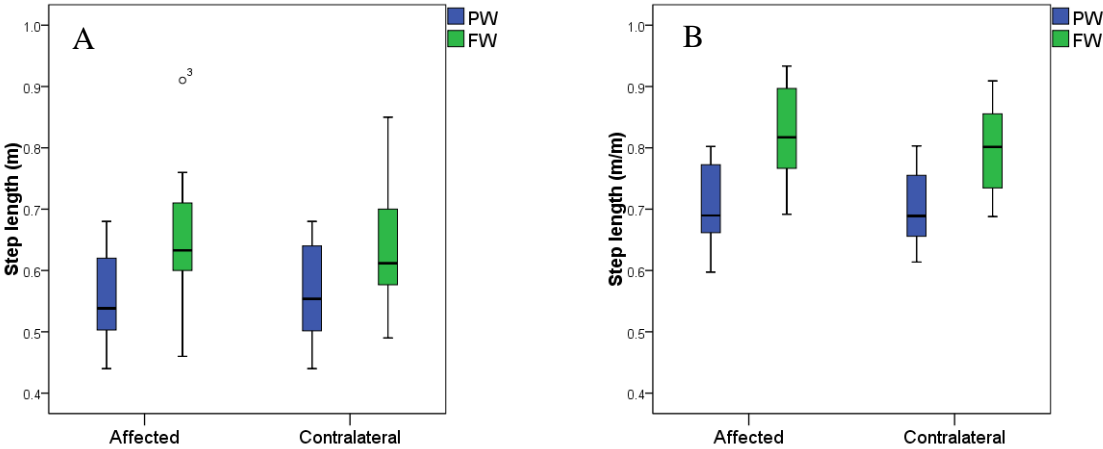 A
PW
FW
1.0
0.9
0.8
0.7
0.6
0.5
0.4
Step length (m)
3
Affected
Contralateral
B
PW
FW
1.0
0.9
0.8
0.7
0.6
0.5
0.4
Step length (m/m)
Affected
Contralateral